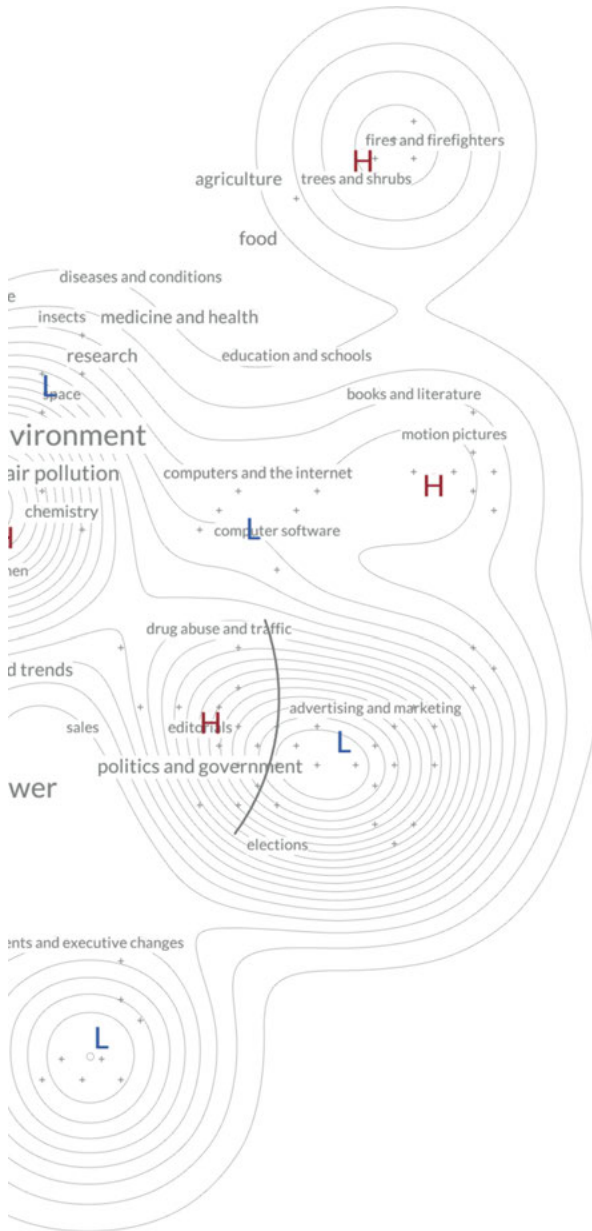 fires and firefighters
H
agriculture
trees and shrubs
food
diseases and conditions
e
insects
medicine and health
research
education and schools
L
space
books and literature
vironment
motion pictures
air pollution
computers and the internet
H
chemistry
L
computer software
H
nen
drug abuse and traffic
d trends
advertising and marketing
H
sales
editorials
L
politics and government
wer
elections
ents and executive changes
L